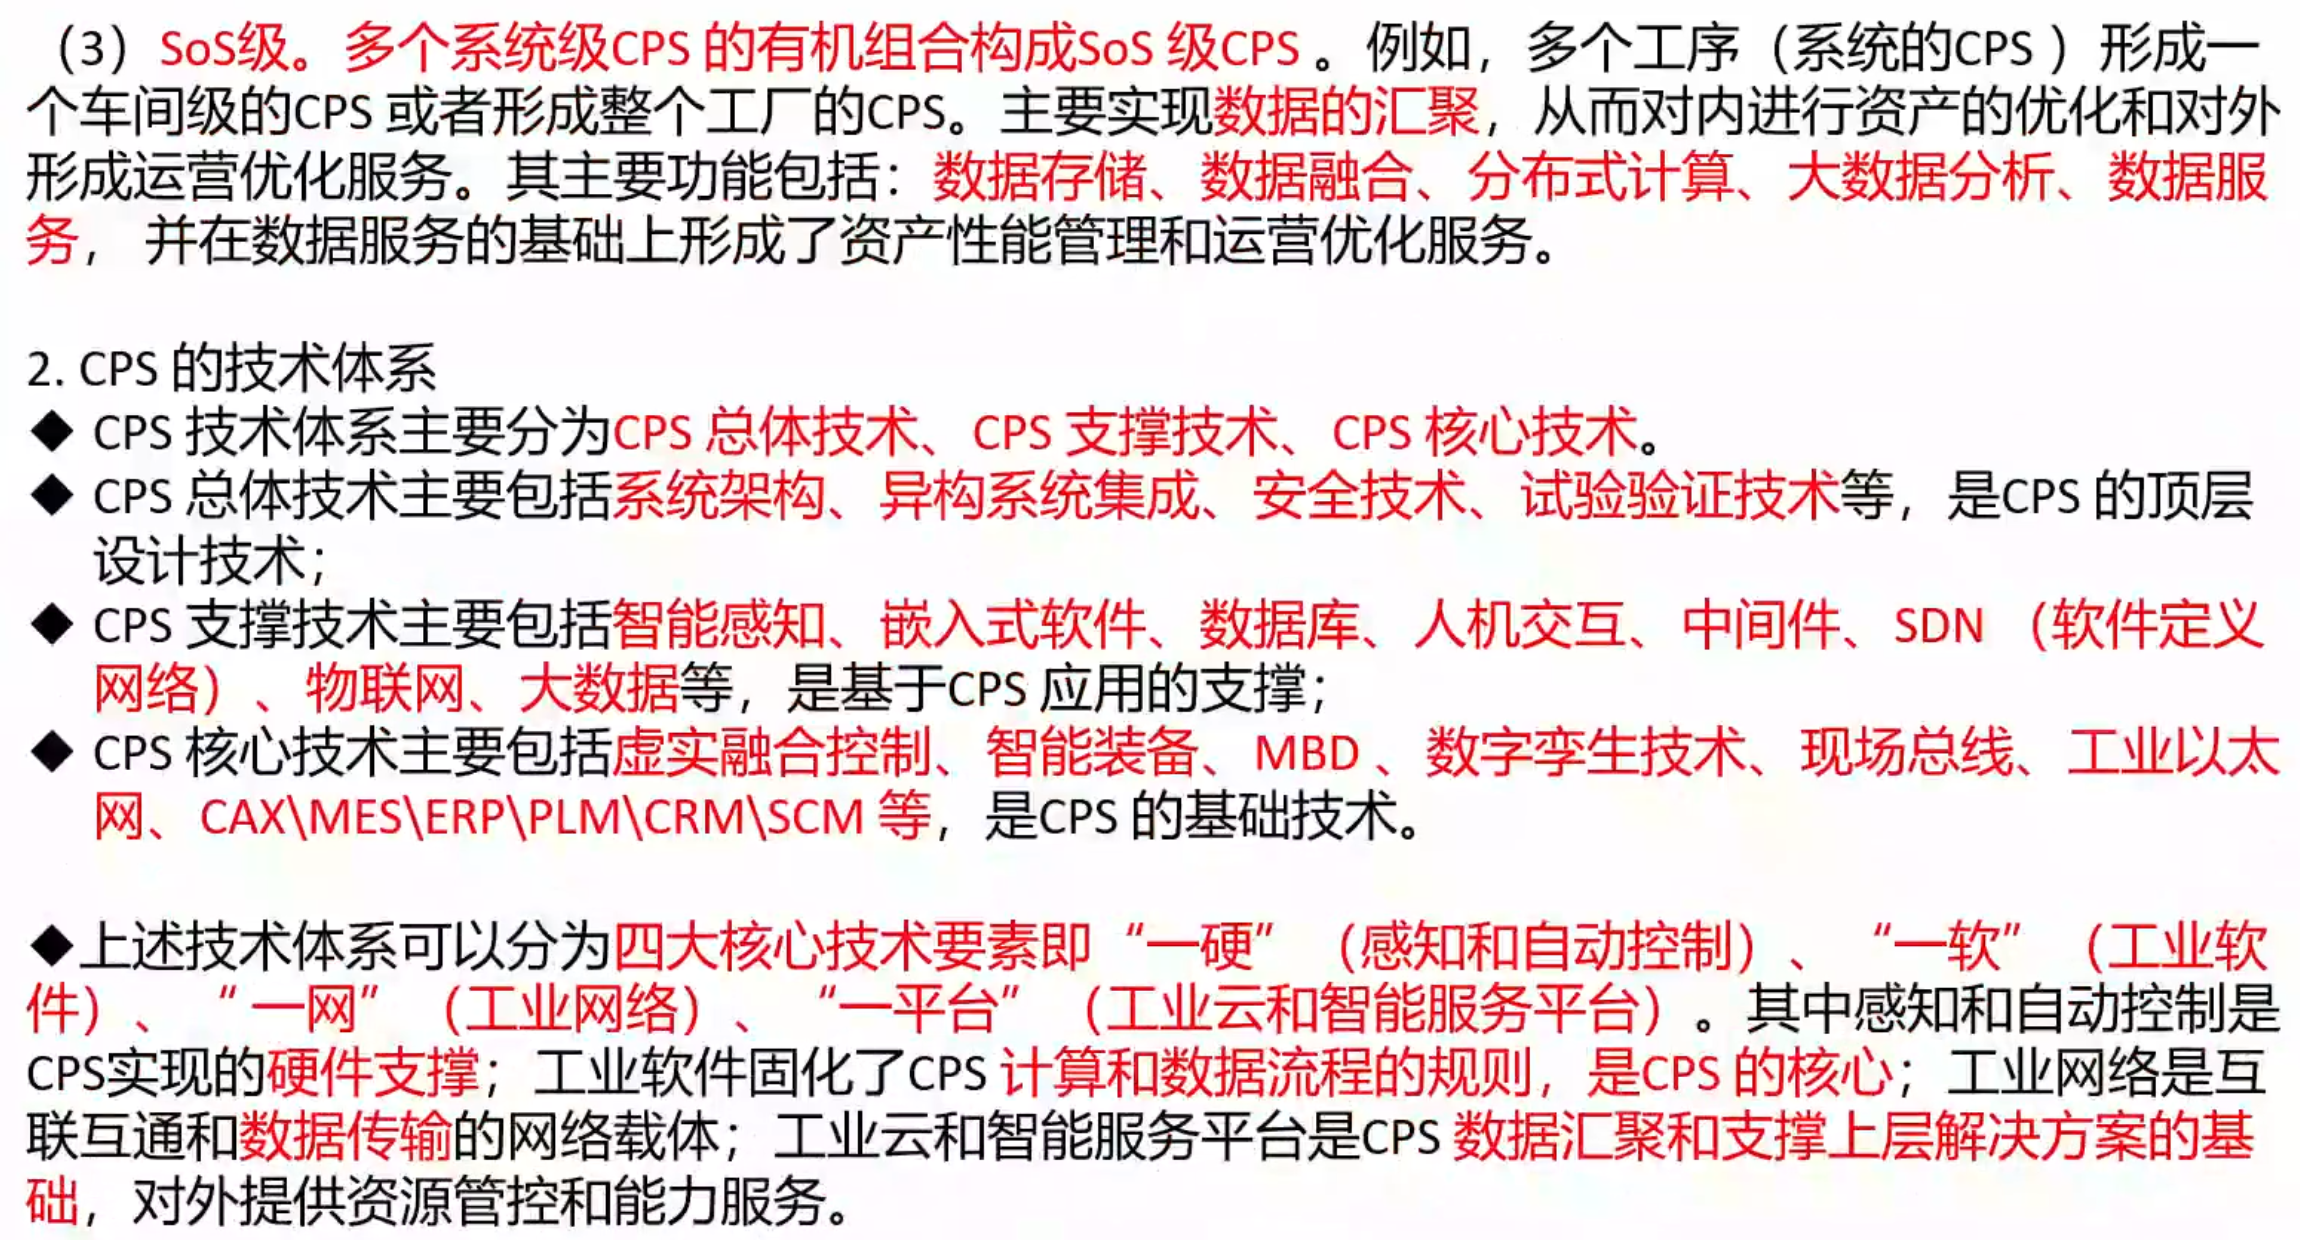 （3）SoS级。多个系统级CPS 的有机组合构成SoS 级CPS 。例如，多个工序（系统的CPS ）形成一
个车间级的CPS 或者形成整个工厂的CPS。主要实现数据的汇聚，从而对内进行资产的优化和对外
形成运营优化服务。其主要功能包括：数据存储、数据融合、分布式计算、大数据分析、数据服
务， 并在数据服务的基础上形成了资产性能管理和运营优化服务。
2. CPS 的技术体系
◆ CPS 技术体系主要分为CPS 总体技术、CPS 支撑技术、CPS 核心技术。
◆ CPS 总体技术主要包括系统架构、异构系统集成、安全技术、试验验证技术等，是CPS 的顶层
设计技术；
◆ CPS 支撑技术主要包括智能感知、嵌入式软件、数据库、人机交互、中间件、SDN （软件定义
网络）、物联网、大数据等，是基于CPS 应用的支撑；
◆ CPS 核心技术主要包括虚实融合控制、智能装备、MBD 、数字孪生技术、现场总线、工业以太
网、CAX\MES\ERP\PLM\CRM\SCM 等，是CPS 的基础技术。
◆上述技术体系可以分为四大核心技术要素即“一硬”（感知和自动控制）、“一软”（工业软
件）、“ 一网”（工业网络）、“一平台”（工业云和智能服务平台）。其中感知和自动控制是
CPS实现的硬件支撑；工业软件固化了CPS 计算和数据流程的规则，是CPS 的核心；工业网络是互
联互通和数据传输的网络载体；工业云和智能服务平台是CPS 数据汇聚和支撑上层解决方案的基
础，对外提供资源管控和能力服务。